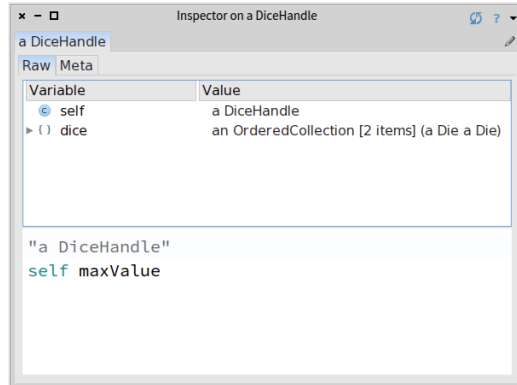 Inspector on a DiceHandle ?
a DiceHandle
Raw Meta
Variable Value
self a DiceHandle
dice an OrderedCollection [2 items] (a Die a Die)
"a DiceHandle"
self maxValue